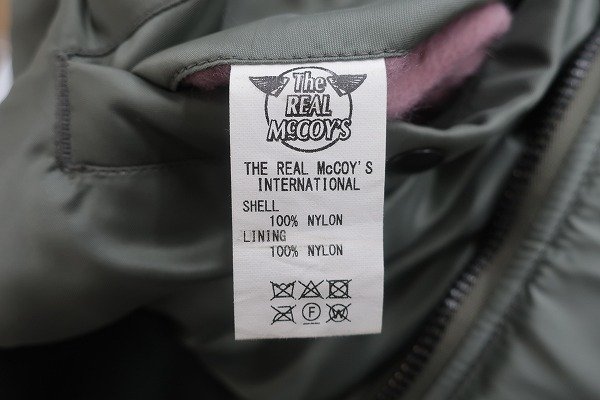 The
REAL
McCOY'S
THE REAL McCOY'S
INTERNATIONAL
SHELL
100% NYLON
LINING
100% NYLON
F W